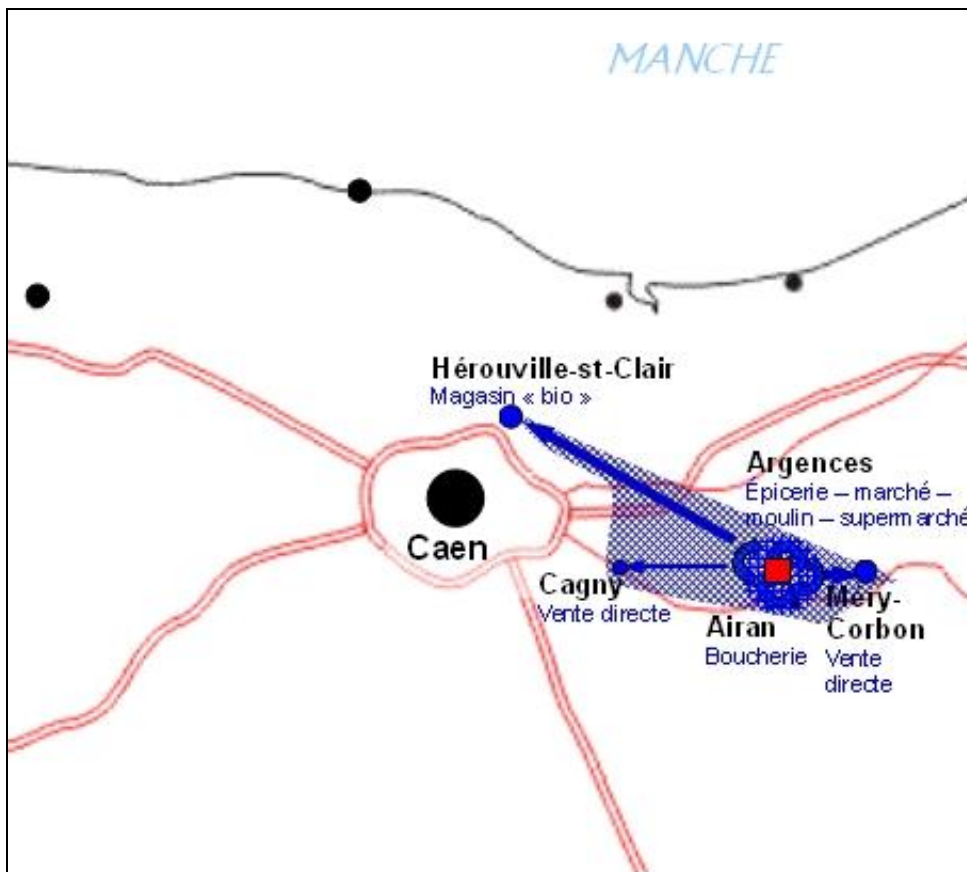 MANCHE
Hérouville-st-Clair
Magasin « bio »
Argences
Épicerie – marché –
moulin – supermarché
Caen
Cagny
Vente directe
Airan
Boucherie
Méry-
Corbon
Vente
directe